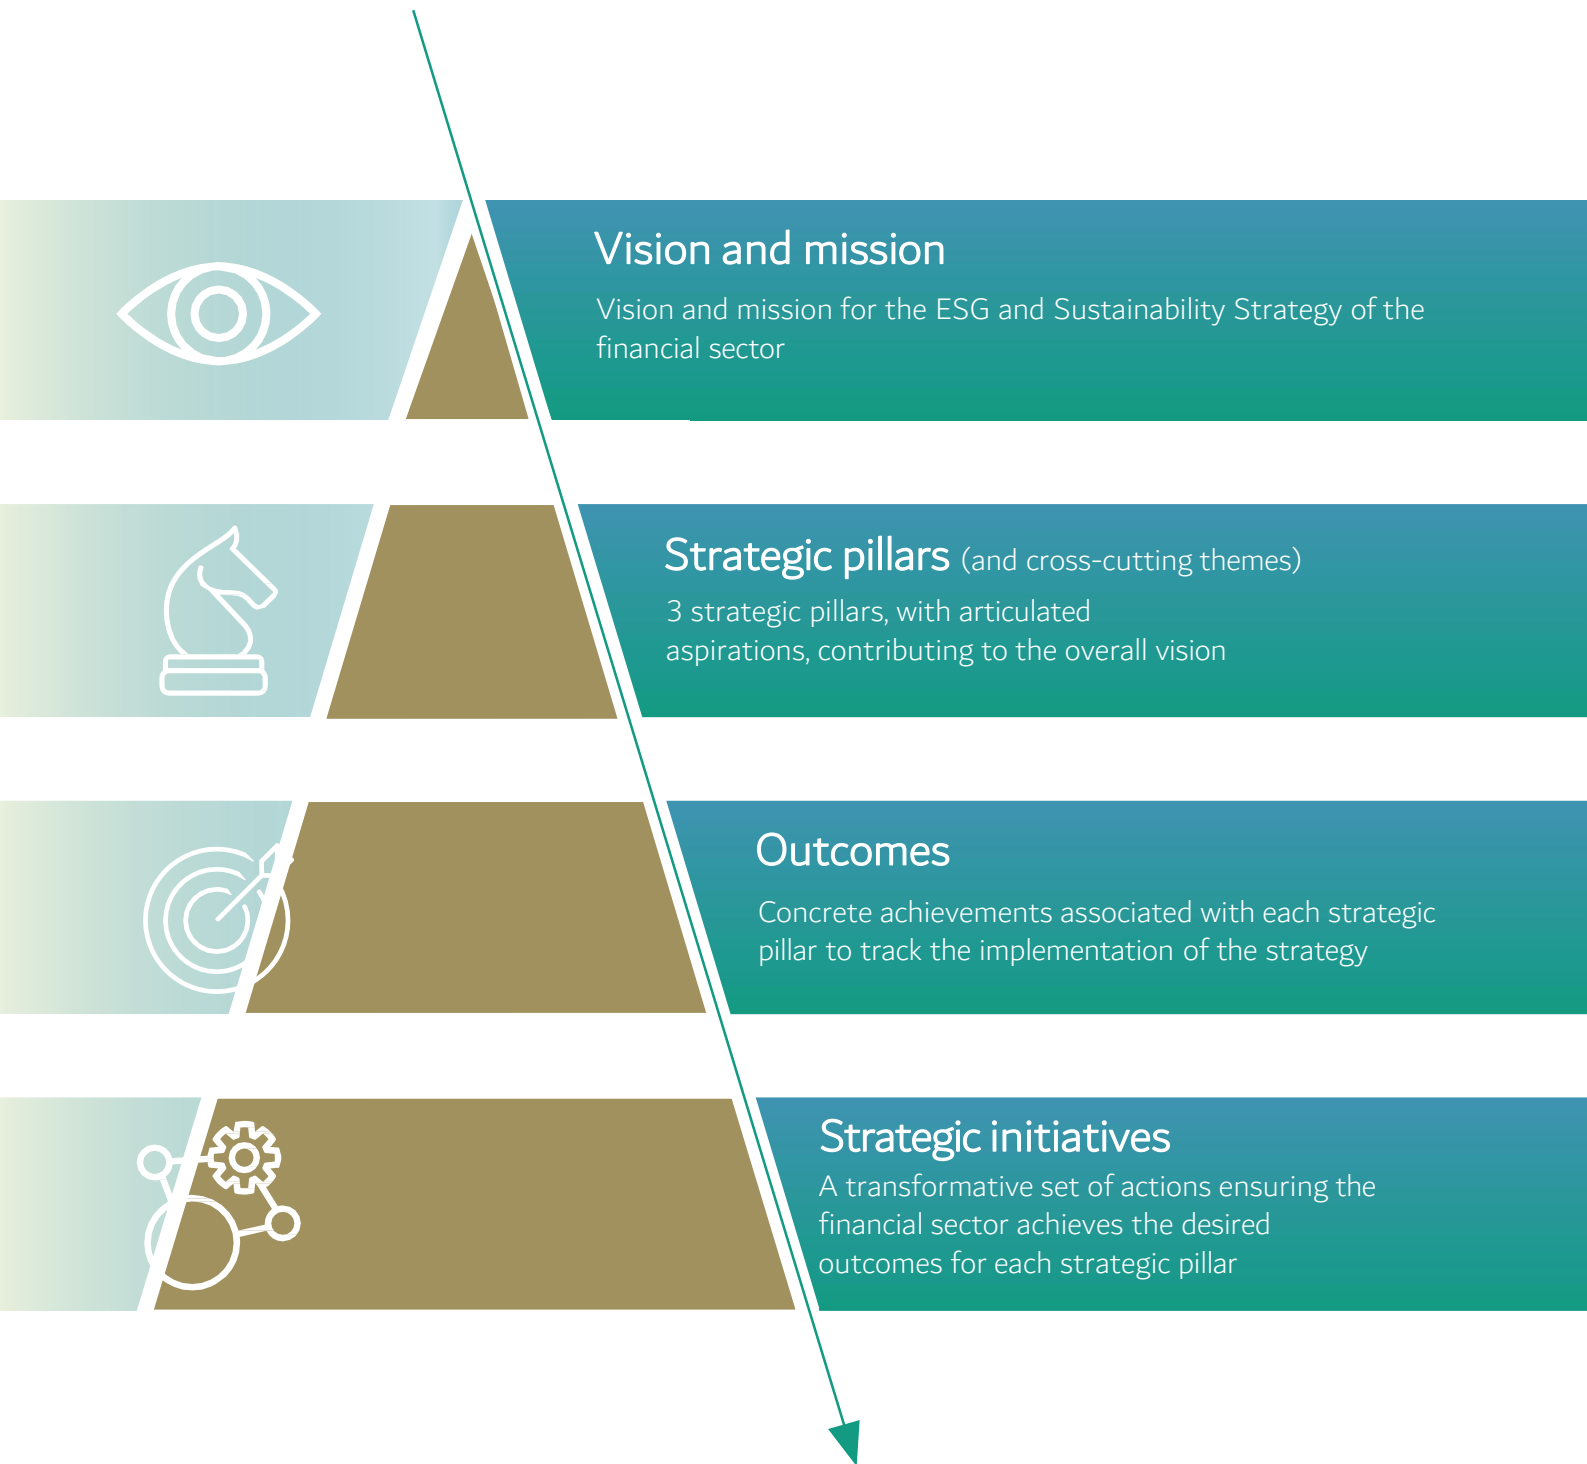 Vision and mission
Vision and mission for the ESG and Sustainability Strategy of the
financial sector
Strategic pillars (and cross-cutting themes)
3 strategic pillars, with articulated
aspirations, contributing to the overall vision
Outcomes
Concrete achievements associated with each strategic
pillar to track the implementation of the strategy
Strategic initiatives
A transformative set of actions ensuring the
financial sector achieves the desired
outcomes for each strategic pillar